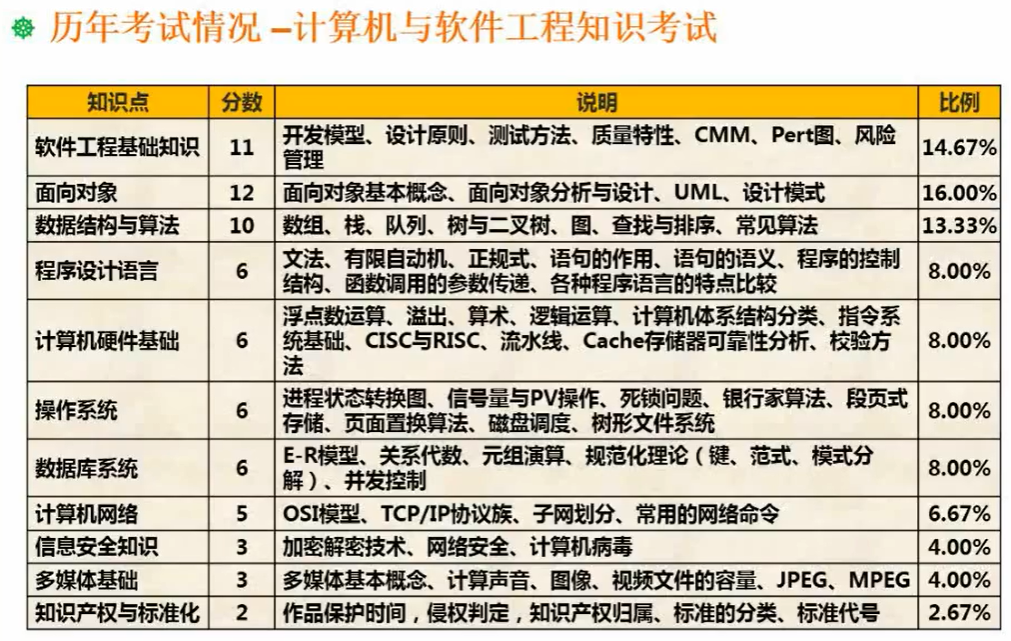 历年考试情况 –计算机与软件工程知识考试
知识点 分数 说明 比例
软件工程基础知识 11 开发模型、设计原则、测试方法、质量特性、CMM、Pert图、风险
管理 14.67%
面向对象 12 面向对象基本概念、面向对象分析与设计、UML、设计模式 16.00%
数据结构与算法 10 数组、栈、队列、树与二叉树、图、查找与排序、常见算法 13.33%
程序设计语言 6 文法、有限自动机、正规式、语句的作用、语句的语义、程序的控制
结构、函数调用的参数传递、各种程序语言的特点比较 8.00%
计算机硬件基础 6 浮点数运算、溢出、算术、逻辑运算、计算机体系结构分类、指令系
统基础、CISC与RISC、流水线、Cache存储器可靠性分析、校验方
法 8.00%
操作系统 6 进程状态转换图、信号量与PV操作、死锁问题、银行家算法、段页式
存储、页面置换算法、磁盘调度、树形文件系统 8.00%
数据库系统 6 E-R模型、关系代数、元组演算、规范化理论（键、范式、模式分
解）、并发控制 8.00%
计算机网络 5 OSI模型、TCP/IP协议族、子网划分、常用的网络命令 6.67%
信息安全知识 3 加密解密技术、网络安全、计算机病毒 4.00%
多媒体基础 3 多媒体基本概念、计算声音、图像、视频文件的容量、JPEG、MPEG 4.00%
知识产权与标准化 2 作品保护时间，侵权判定，知识产权归属、标准的分类、标准代号 2.67%